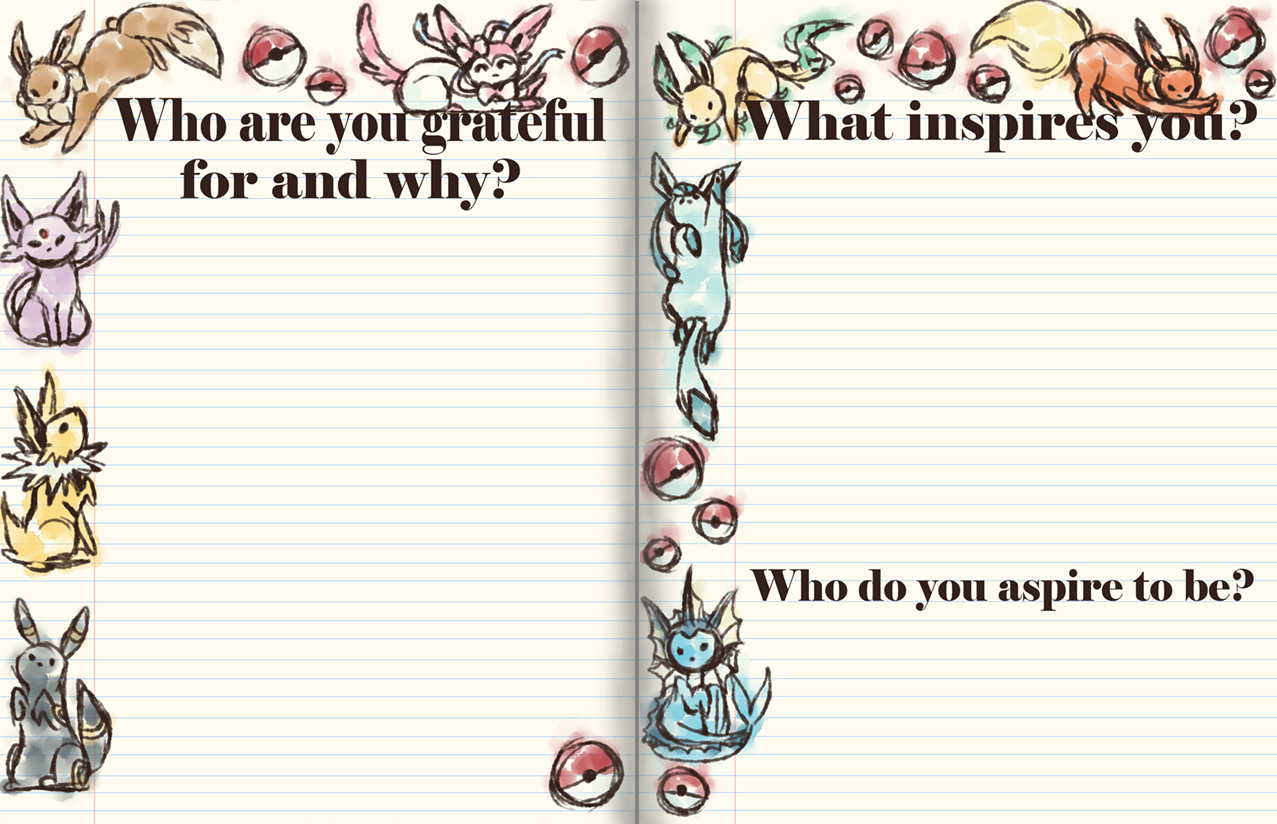 Who are you grateful
for and why?
What inspires you?
Who do you aspire to be?